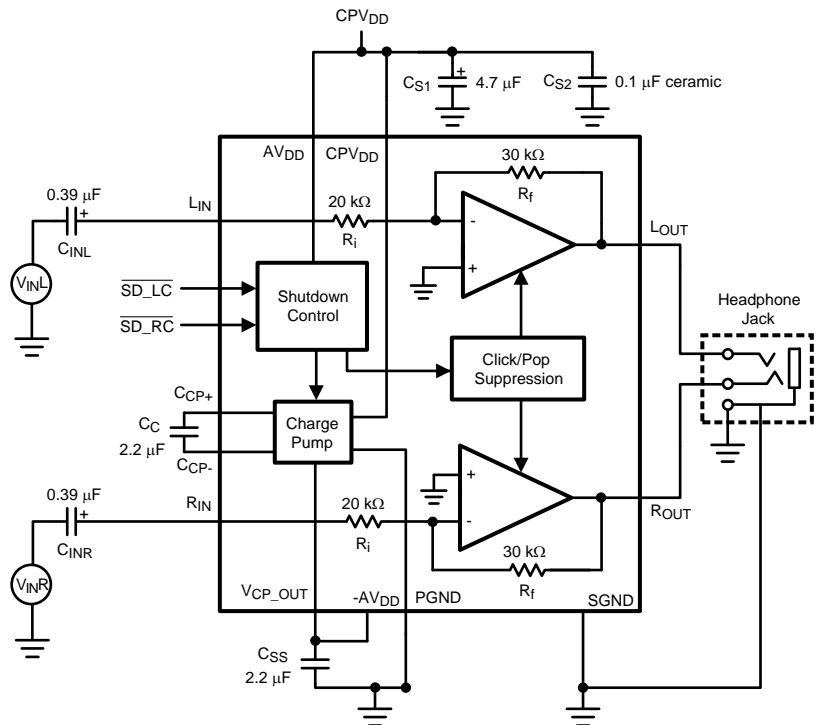 CPVDD
CS1
+
4.7 µF
CS2
0.1 µF ceramic
AVDD
CPVDD
30 kΩ
Rf
0.39 µF
+
CINL
LIN
20 kΩ
Ri
-
+
LOUT
VINL
SD_LC
SD_RC
Shutdown
Control
Click/Pop
Suppression
Headphone
Jack
CCP+
CC
2.2 µF
CCP-
Charge
Pump
0.39 µF
+
CINR
RIN
20 kΩ
Ri
+
-
ROUT
30 kΩ
Rf
VINR
VCP_OUT
-AVDD
PGND
SGND
CSS
2.2 µF